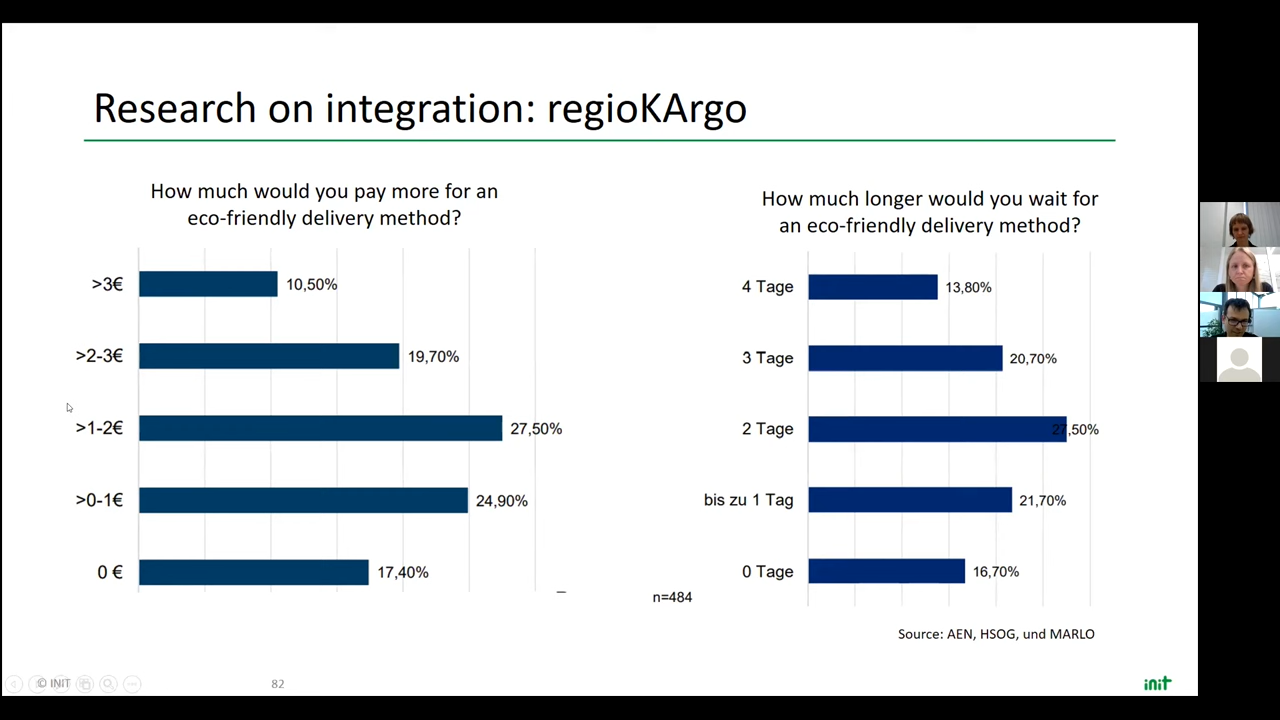 Research on integration: regioKArgo
How much would you pay more for an
eco-friendly delivery method?
>3€ 10,50%
>2-3€ 19,70%
>1-2€ 27,50%
>0-1€ 24,90%
0 € 17,40%
n=484
How much longer would you wait for
an eco-friendly delivery method?
4 Tage 13,80%
3 Tage 20,70%
2 Tage 27,50%
bis zu 1 Tag 21,70%
0 Tage 16,70%
Source: AEN, HSOG, und MARLO
© INIT
82
init